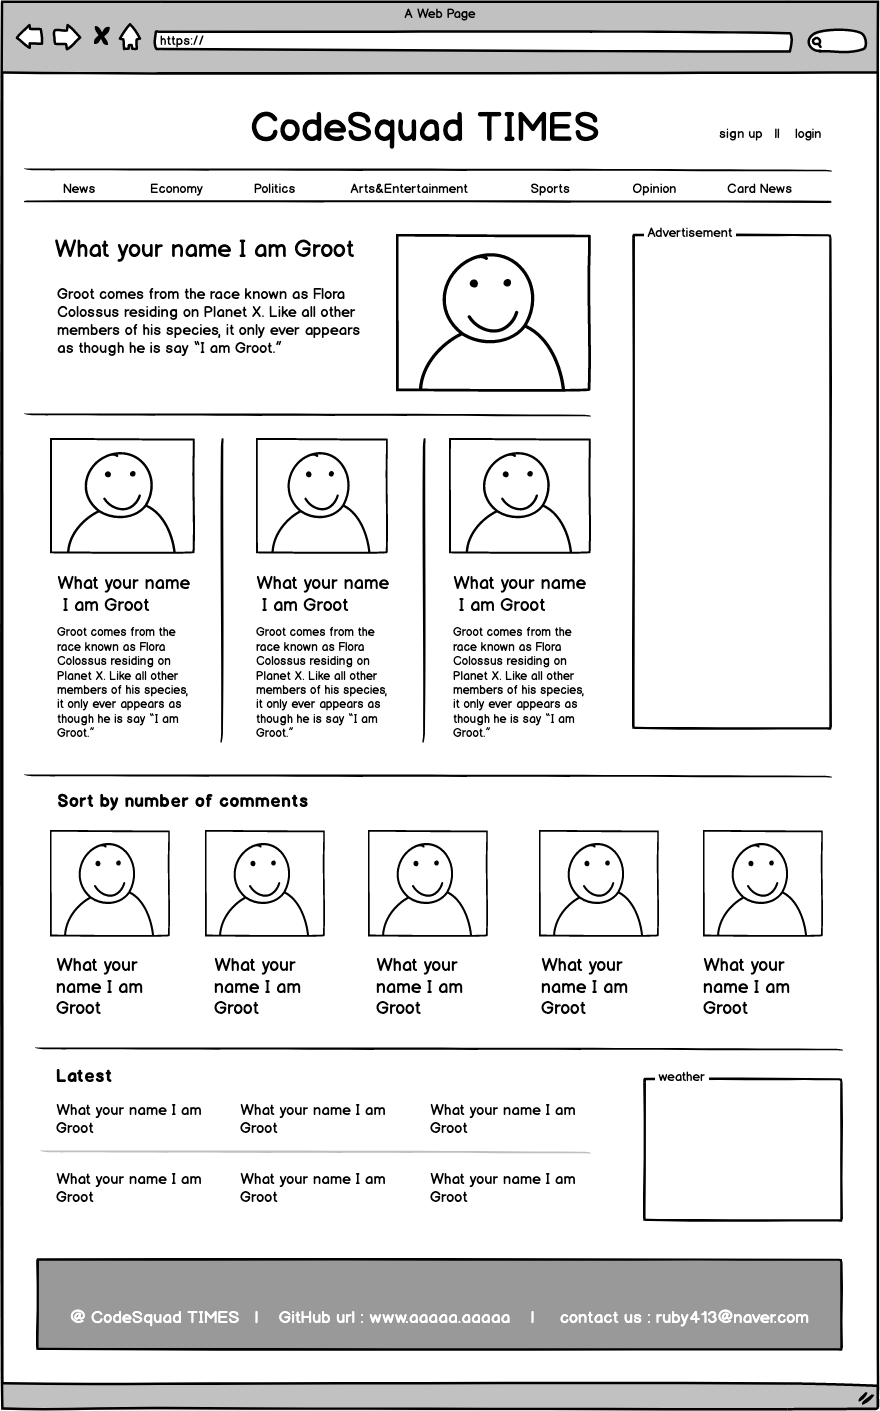 A Web Page
https://
CodeSquad TIMES
sign up || login
News Economy Politics Arts&Entertainment Sports Opinion Card News
What your name I am Groot
Groot comes from the race known as Flora
Colossus residing on Planet X. Like all other
members of his species, it only ever appears
as though he is say “I am Groot.”
Advertisement
What your name
I am Groot
Groot comes from the
race known as Flora
Colossus residing on
Planet X. Like all other
members of his species,
it only ever appears as
though he is say “I am
Groot.”
What your name
I am Groot
Groot comes from the
race known as Flora
Colossus residing on
Planet X. Like all other
members of his species,
it only ever appears as
though he is say “I am
Groot.”
What your name
I am Groot
Groot comes from the
race known as Flora
Colossus residing on
Planet X. Like all other
members of his species,
it only ever appears as
though he is say “I am
Groot.”
Sort by number of comments
What your
name I am
Groot
What your
name I am
Groot
What your
name I am
Groot
What your
name I am
Groot
What your
name I am
Groot
Latest
What your name I am
Groot
What your name I am
Groot
What your name I am
Groot
What your name I am
Groot
What your name I am
Groot
What your name I am
Groot
weather
@ CodeSquad TIMES | GitHub url : www.aaaaa.aaaaa | contact us : ruby413@naver.com